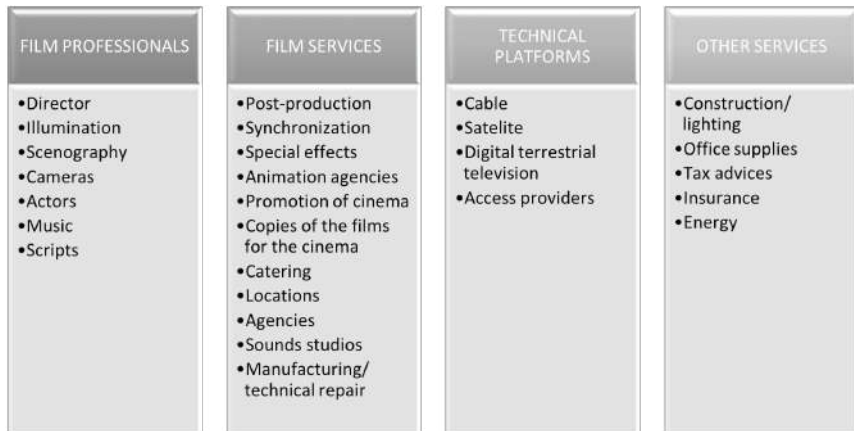 FILM PROFESSIONALS
•Director
•Illumination
•Scenography
•Cameras
•Actors
•Music
•Scripts
FILM SERVICES
•Post-production
•Synchronization
•Special effects
•Animation agencies
•Promotion of cinema
•Copies of the films
for the cinema
•Catering
•Locations
•Agencies
•Sounds studios
•Manufacturing/
technical repair
TECHNICAL
PLATFORMS
•Cable
•Satelite
•Digital terrestrial
television
•Access providers
OTHER SERVICES
•Construction/
lighting
•Office supplies
•Tax advices
•Insurance
•Energy